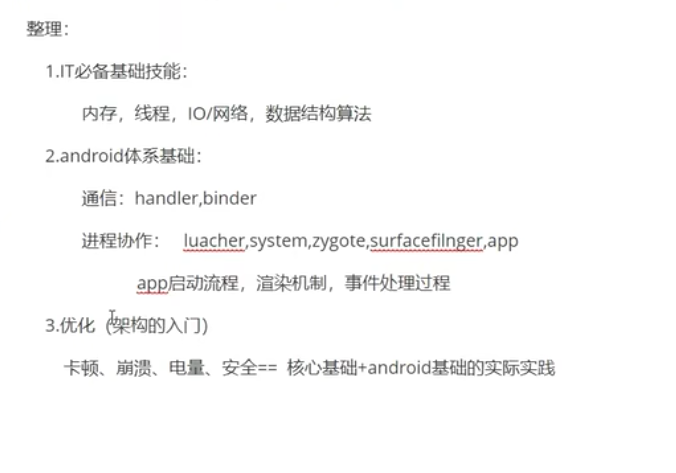 整理：
1.IT必备基础技能：
内存，线程，IO/网络，数据结构算法
2.android体系基础：
通信：handler,binder
进程协作： luacher,system,zygote,surfacefilnger,app
app启动流程，渲染机制，事件处理过程
3.优化（架构的入门）
卡顿、崩溃、电量、安全== 核心基础+android基础的实际实践